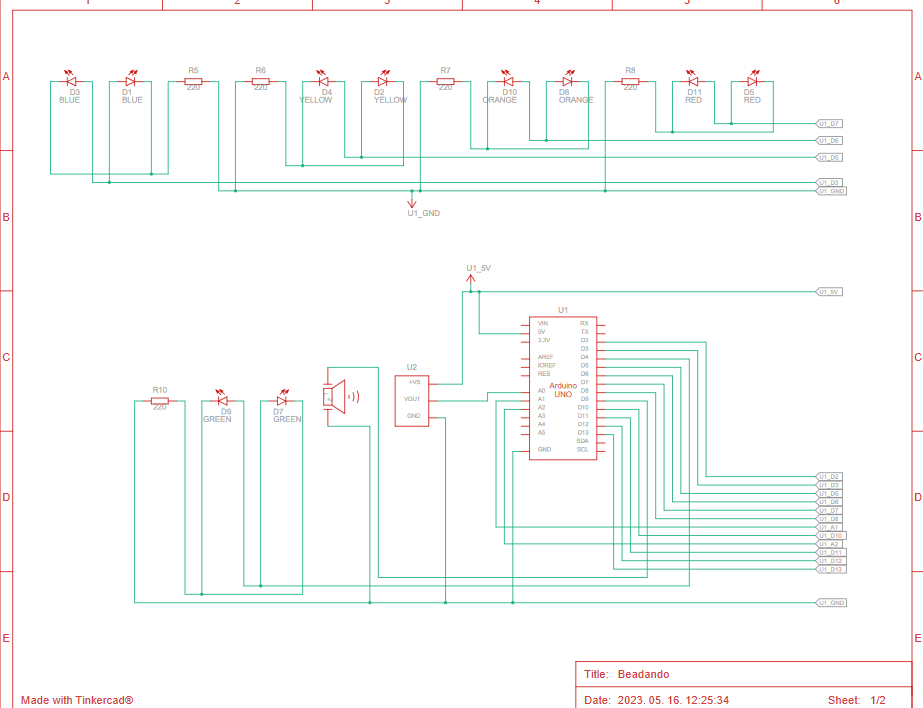 1 2 3 4 5 6
A A
R5 R6 R7 R8
220 220 220 220
D3 D1 D4 D2 D10 D8 D11 D5
BLUE BLUE YELLOW YELLOW ORANGE ORANGE RED RED
U1_D7
U1_D6
U1_D5
U1_D3
U1_GND
U1_GND
B B
U1_5V
U1_5V
U1
VIN RX
5V TX
3.3V D2
D3
AREF D4
IOREF D5
RES D6
D7
Arduino
UNO
A0 D8
A1 D9
A2 D10
A3 D11
A4 D12
A5 D13
SDA
GND SCL
C C
U2
+VS
VOUT
GND
R10
220
D9 D7
GREEN GREEN
U1_D2
U1_D3
U1_D5
U1_D6
U1_D7
U1_D8
U1_A1
U1_D10
U1_A2
U1_D11
U1_D12
U1_D13
D D
U1_GND
E E
Title: Beadando
Made with Tinkercad®
Date: 2023. 05. 16. 12:25:34 Sheet: 1/2